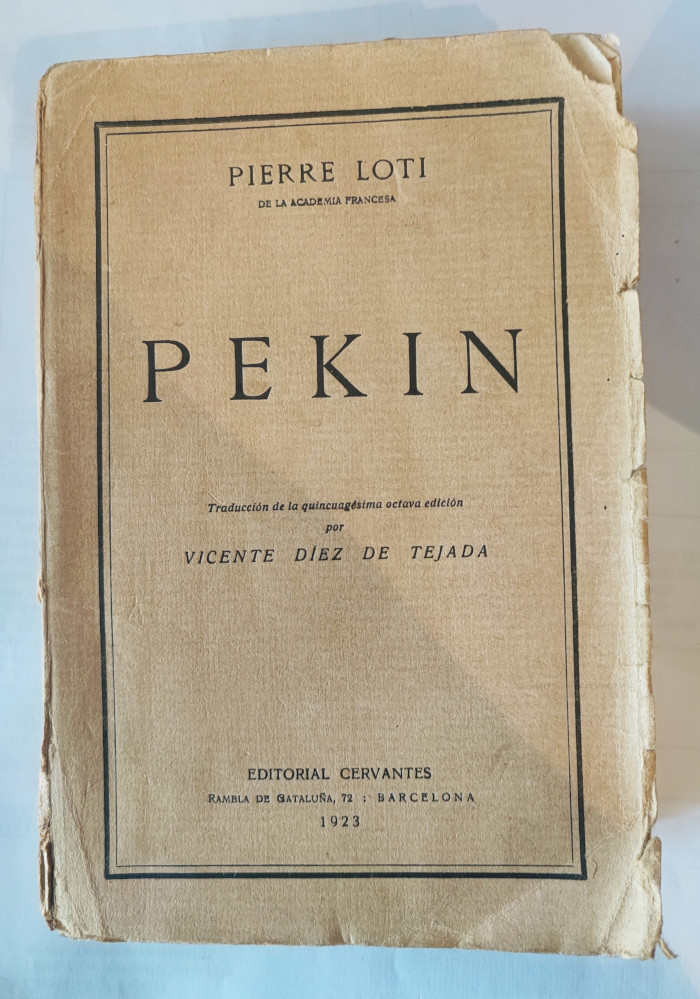 PIERRE LOTI
DE LA ACADEMIA FRANCESA
PEKIN
Traducción de la quincuagésima octava edición
por
VICENTE DÍEZ DE TEJADA
EDITORIAL CERVANTES
RAMBLA DE CATALUÑA, 72 : BARCELONA
1923